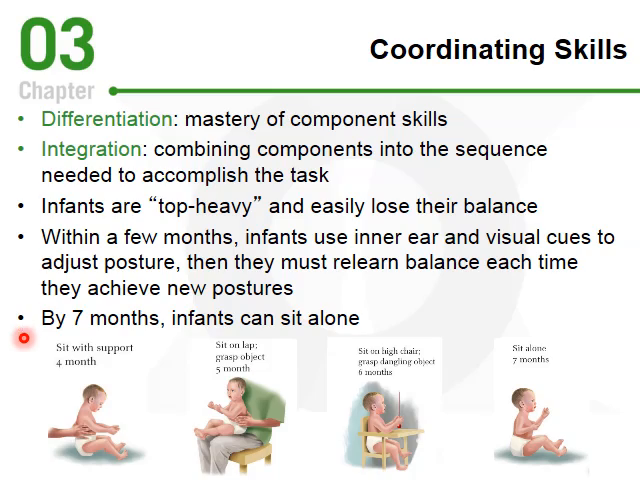 03
Chapter
Coordinating Skills
• Differentiation: mastery of component skills
• Integration: combining components into the sequence
needed to accomplish the task
• Infants are “top-heavy” and easily lose their balance
• Within a few months, infants use inner ear and visual cues to
adjust posture, then they must relearn balance each time
they achieve new postures
• By 7 months, infants can sit alone
Sit with support
4 month
Sit on lap;
grasp object
5 month
Sit on high chair;
grasp dangling object
6 months
Sit alone
7 months